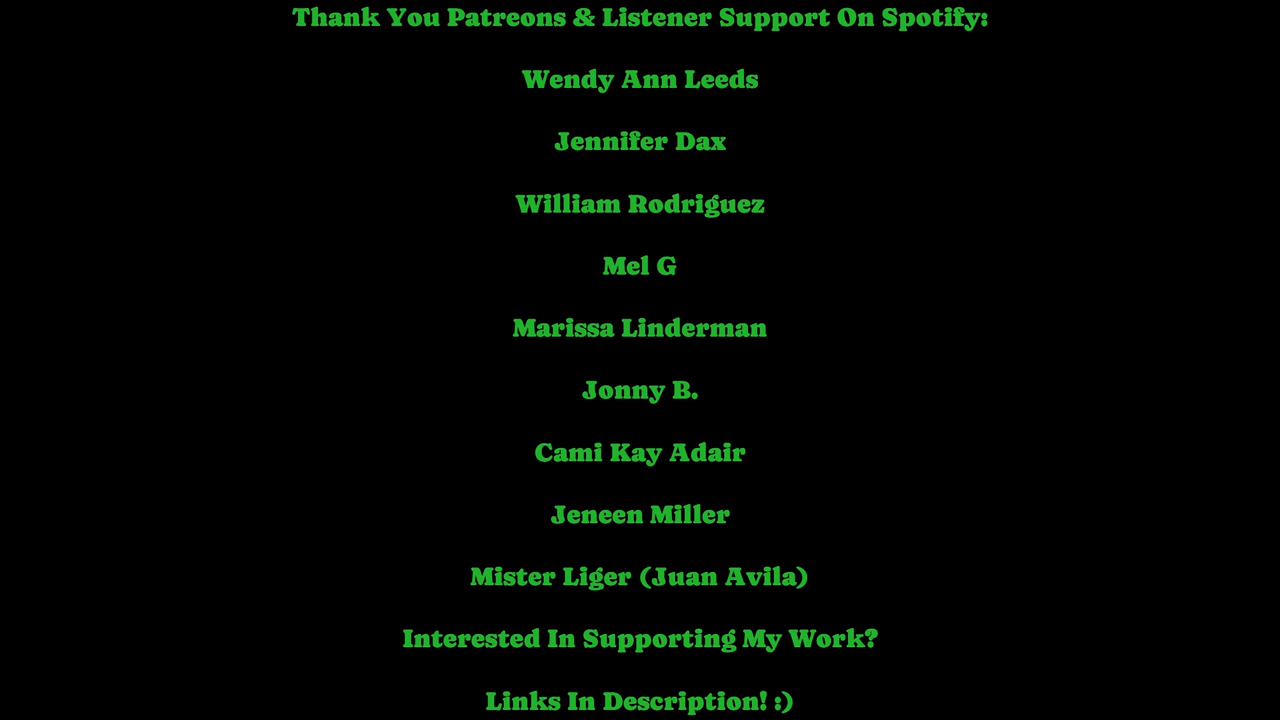 Thank You Patreons & Listener Support On Spotify:
Wendy Ann Leeds
Jennifer Dax
William Rodriguez
Mel G
Marissa Linderman
Jonny B.
Cami Kay Adair
Jeneen Miller
Mister Liger (Juan Avila)
Interested In Supporting My Work?
Links In Description! :)